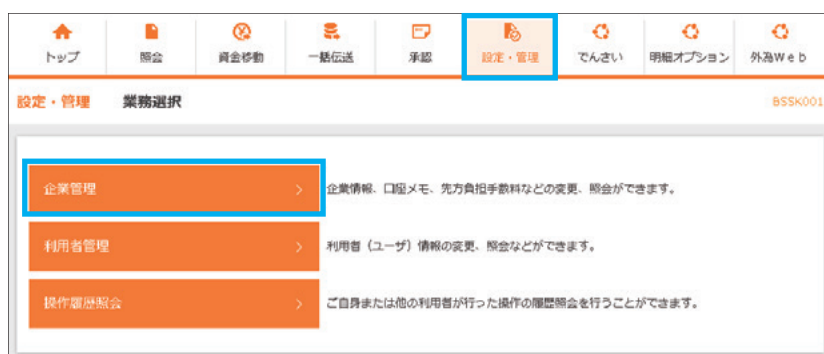 トップ 照会 資金移動 一括伝送 承認 設定・管理 でんさい 明細オプション 外為Web
設定・管理 業務選択 BSSK001
企業管理 企業情報、口座メモ、先方負担手数料などの変更、照会ができます。
利用者管理 利用者（ユーザ）情報の変更、照会などができます。
操作履歴照会 ご自身または他の利用者が行った操作の履歴照会を行うことができます。